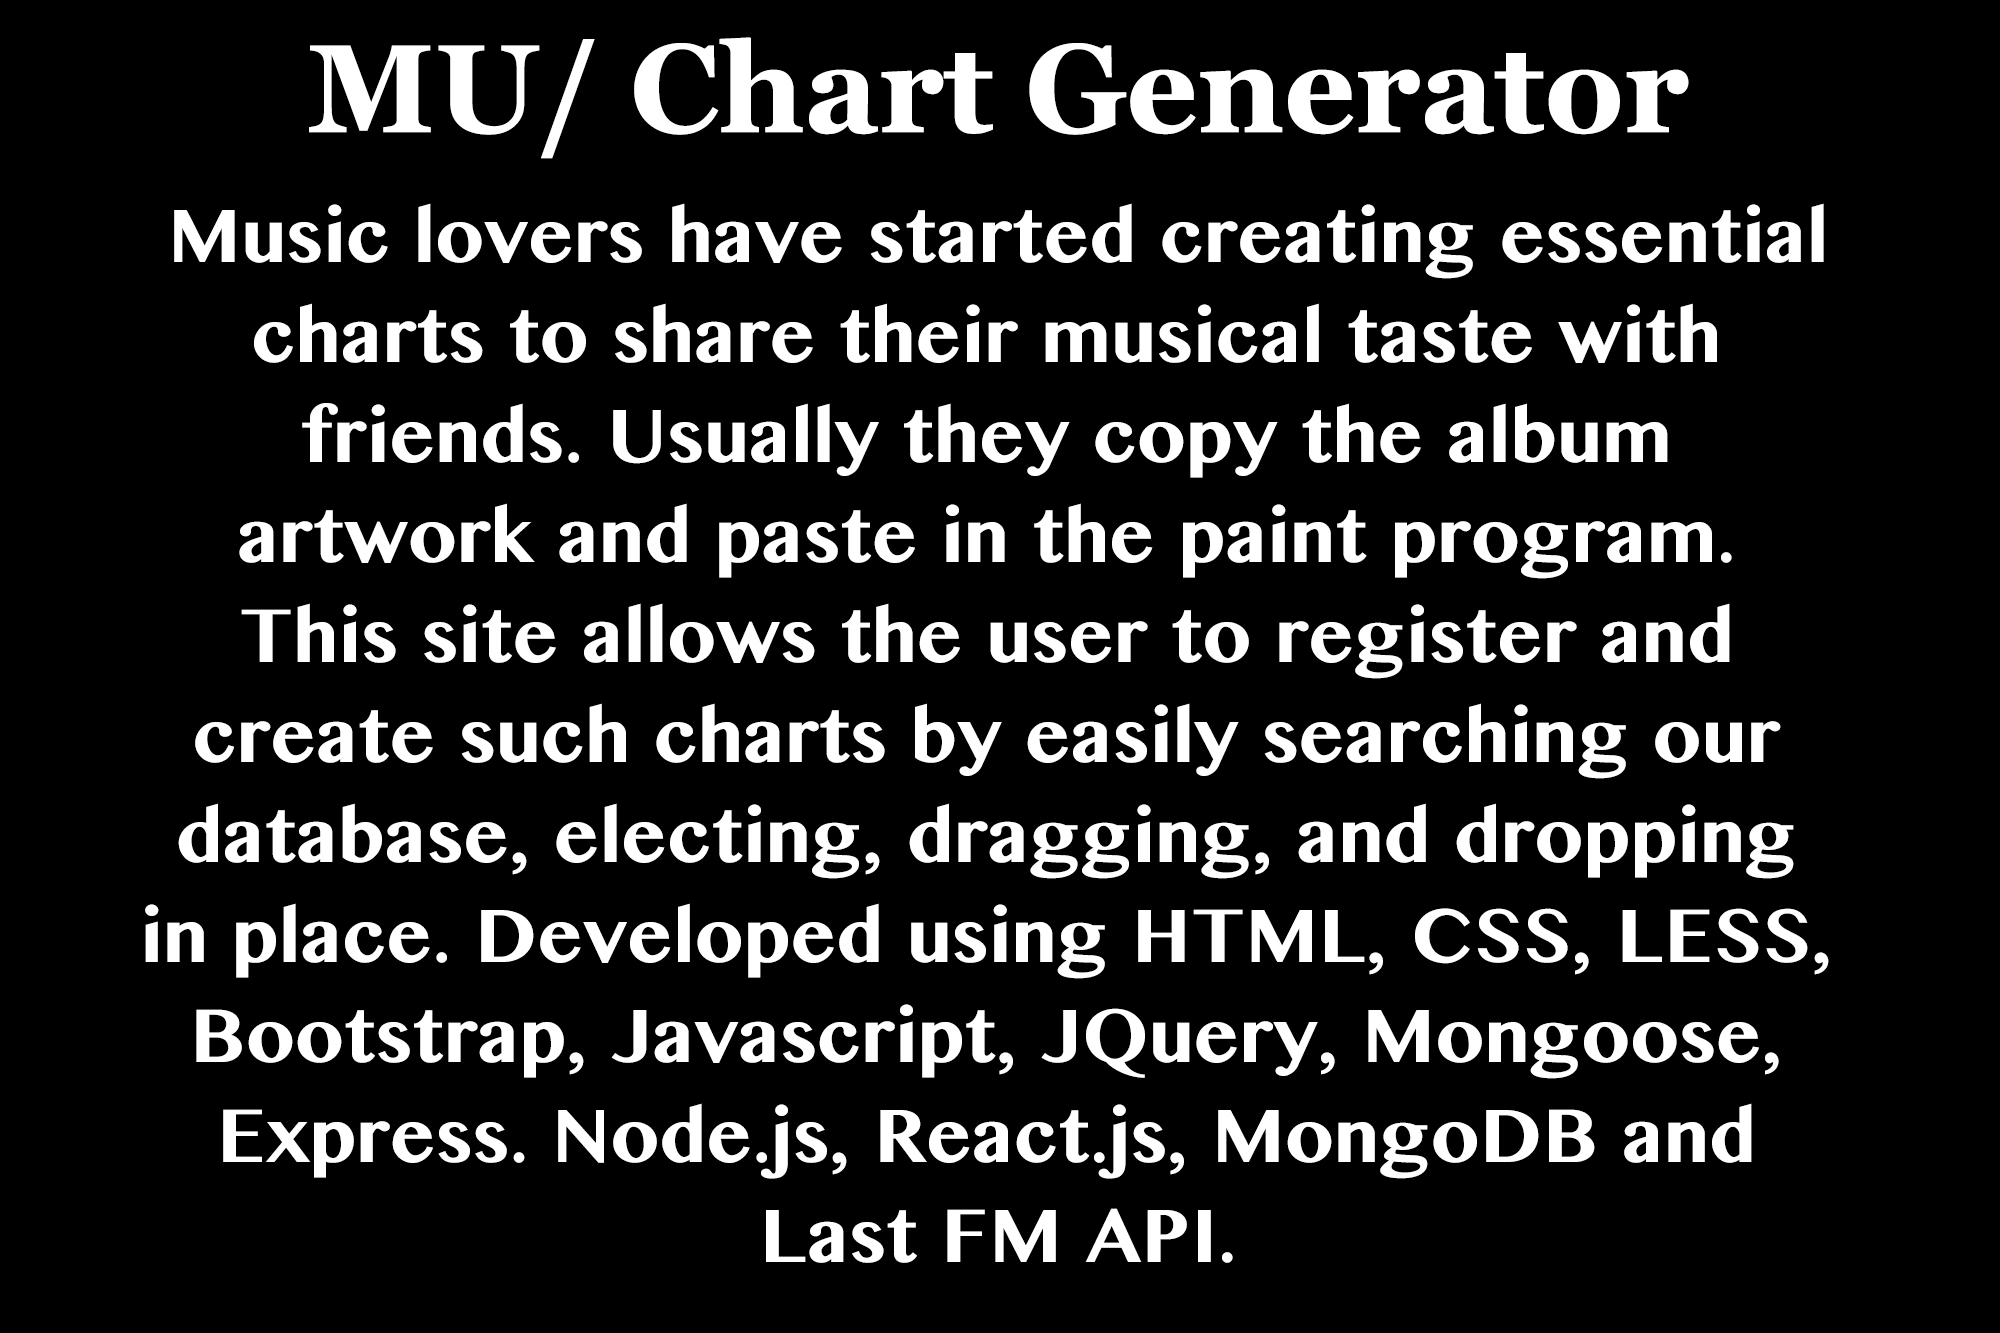 MU/ Chart Generator
Music lovers have started creating essential
charts to share their musical taste with
friends. Usually they copy the album
artwork and paste in the paint program.
This site allows the user to register and
create such charts by easily searching our
database, electing, dragging, and dropping
in place. Developed using HTML, CSS, LESS,
Bootstrap, Javascript, JQuery, Mongoose,
Express. Node.js, React.js, MongoDB and
Last FM API.